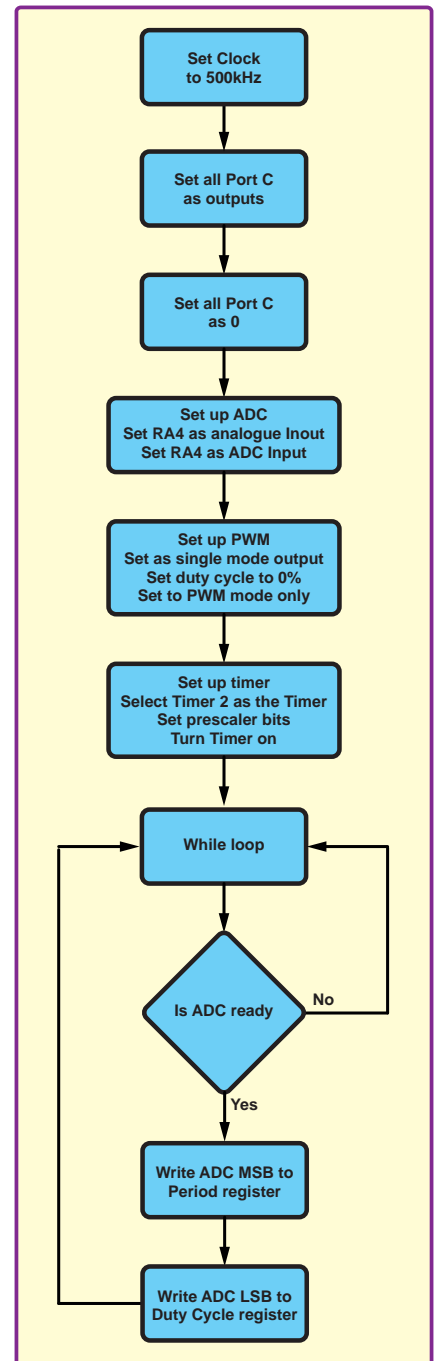 Set Clock
to 500kHz
Set all Port C
as outputs
Set all Port C
as 0
Set up ADC
Set RA4 as analogue Inout
Set RA4 as ADC Input
Set up PWM
Set as single mode output
Set duty cycle to 0%
Set to PWM mode only
Set up timer
Select Timer 2 as the Timer
Set prescaler bits
Turn Timer on
While loop
Is ADC ready
No
Yes
Write ADC MSB to
Period register
Write ADC LSB to
Duty Cycle register